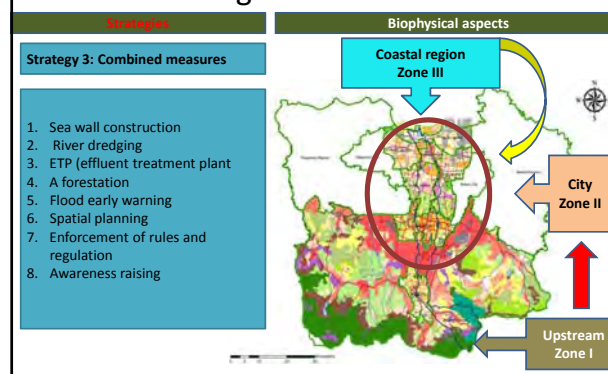 Strategies
Biophysical aspects
Strategy 3: Combined measures
Coastal region
Zone III
1. Sea wall construction
2. River dredging
3. ETP (effluent treatment plant
4. A forestation
5. Flood early warning
6. Spatial planning
7. Enforcement of rules and
regulation
8. Awareness raising
City
Zone II
Upstream
Zone I